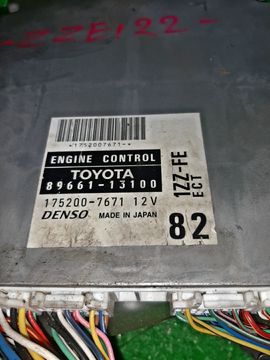 -ZZE122-
*1752007671-*
ENGINE CONTROL
TOYOTA
89661-13100
175200-7671 12V
DENSO MADE IN JAPAN
1ZZ-FE
ECT
82